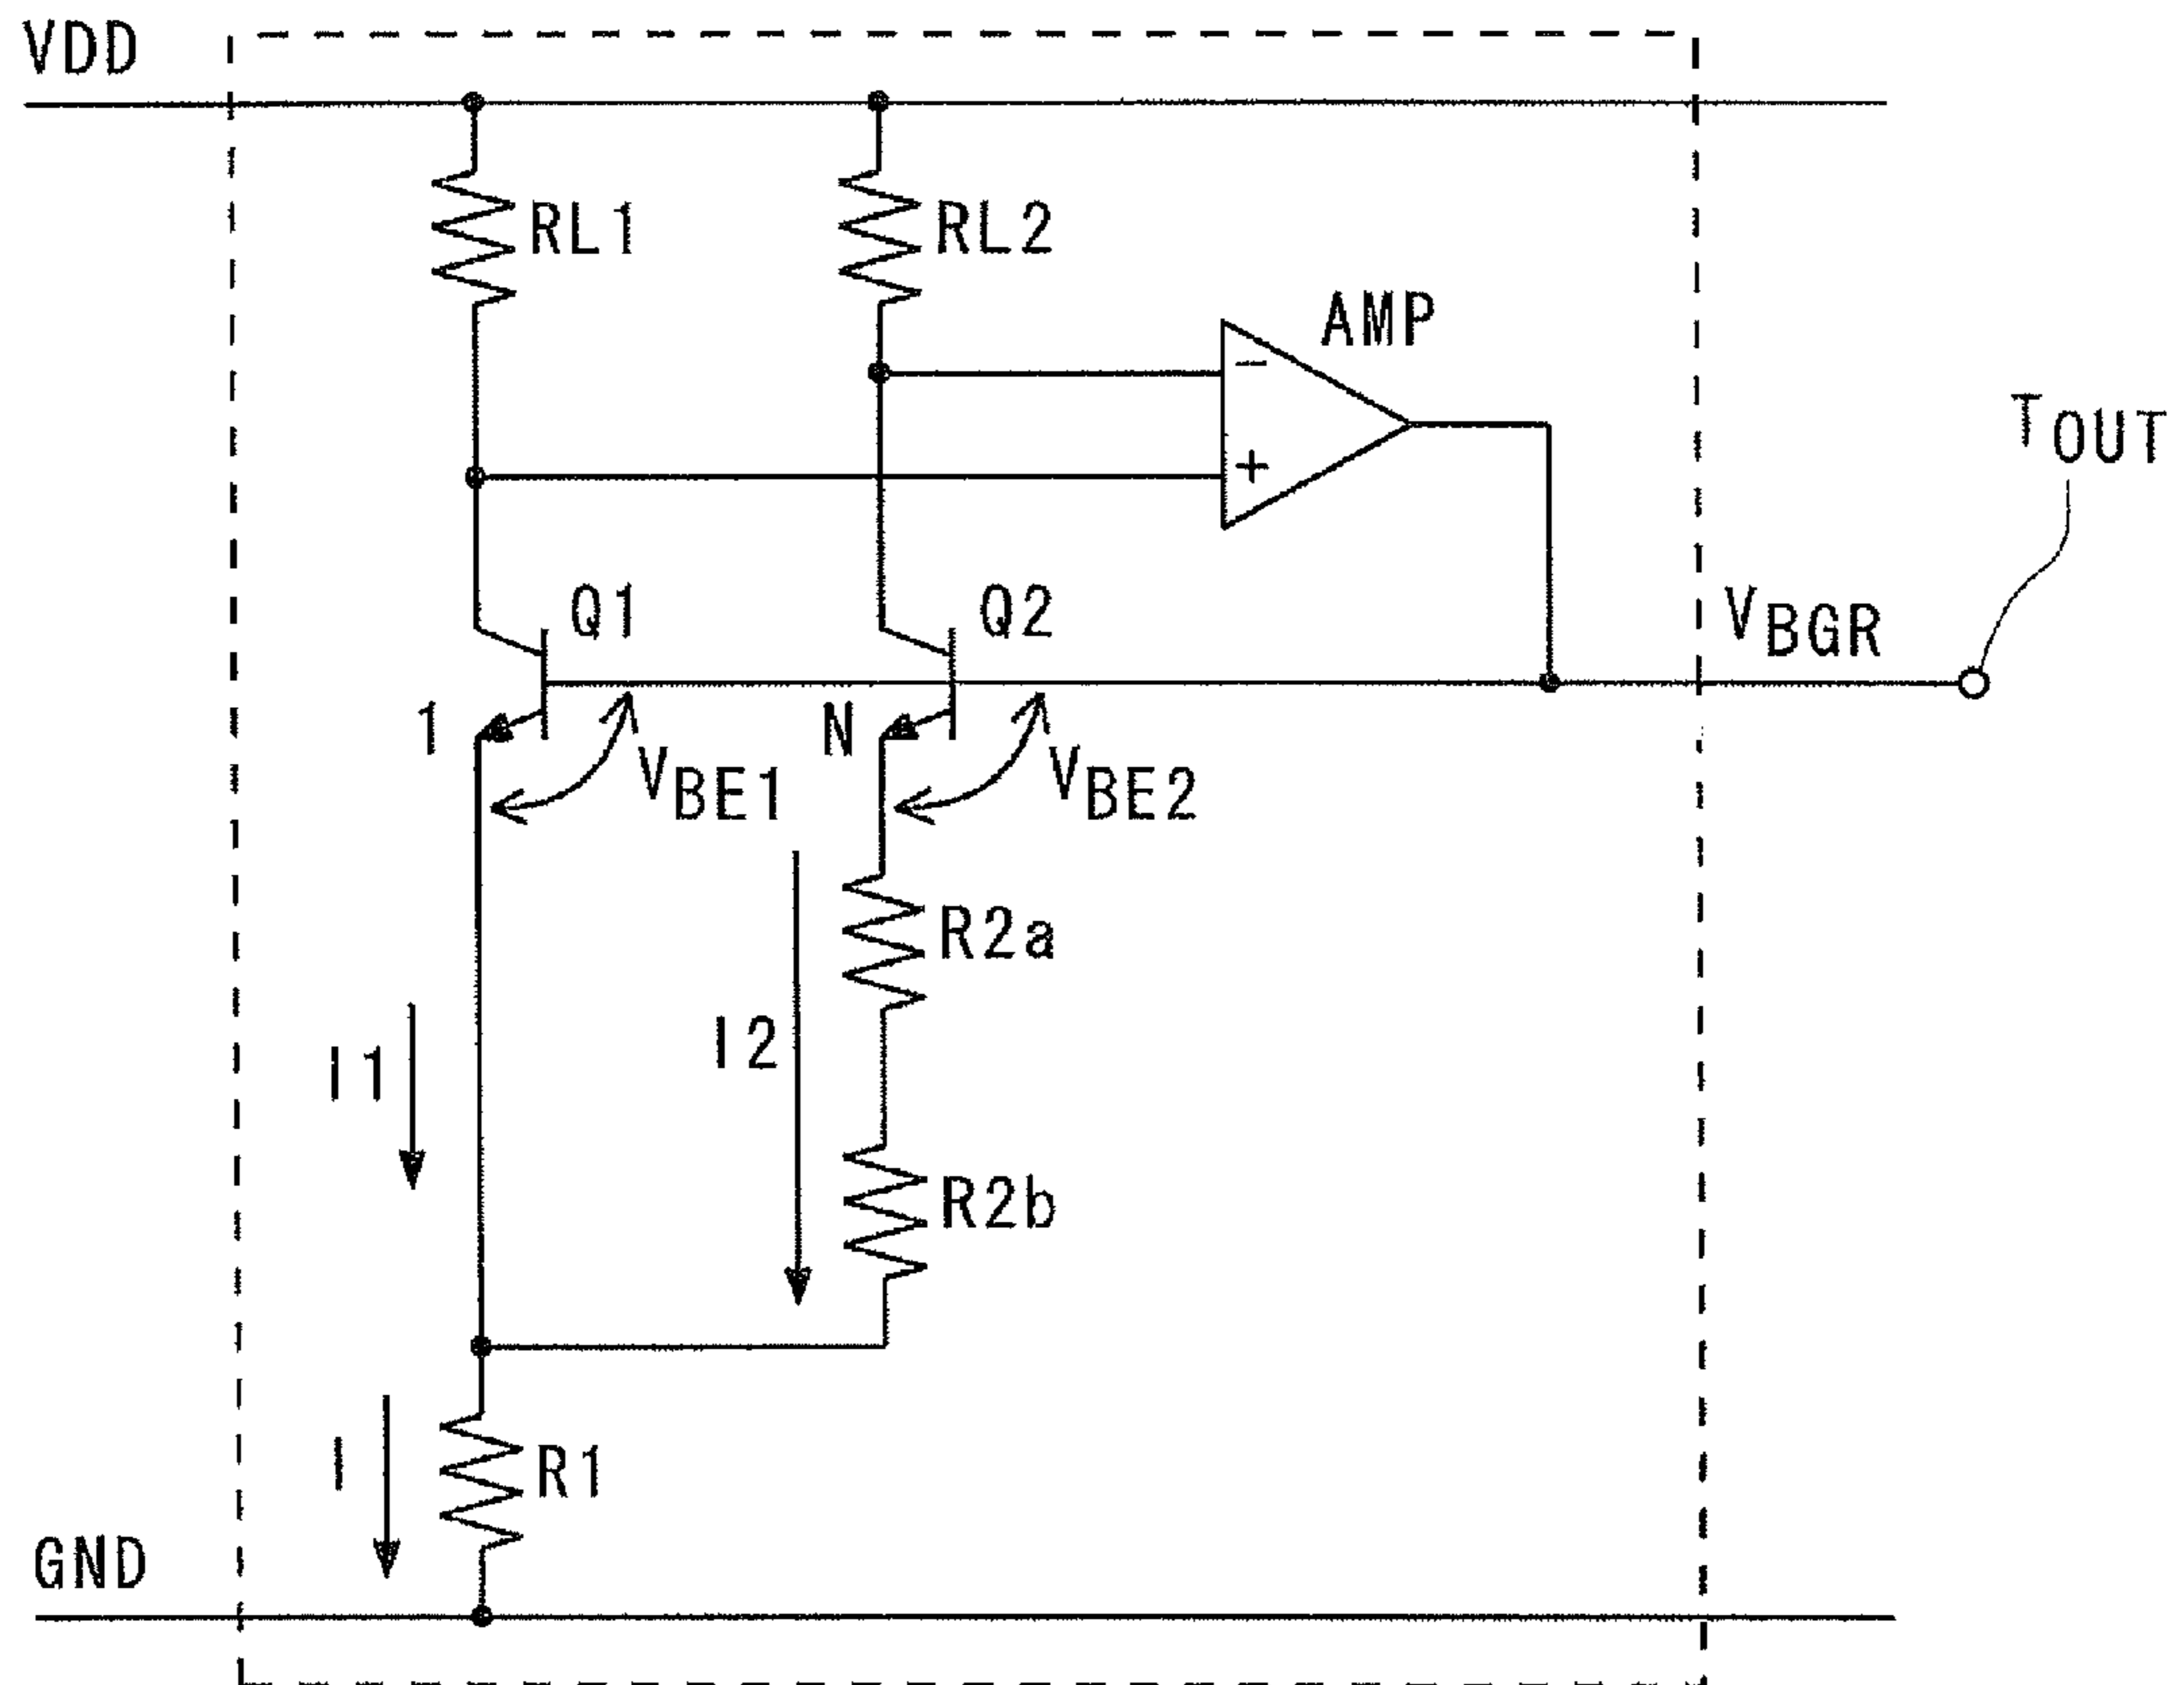 VDD
RL1
RL2
AMP
−
+
TOUT
Q1
Q2
VBGR
1
N
VBE1
VBE2
R2a
I1
I2
R2b
I
R1
GND